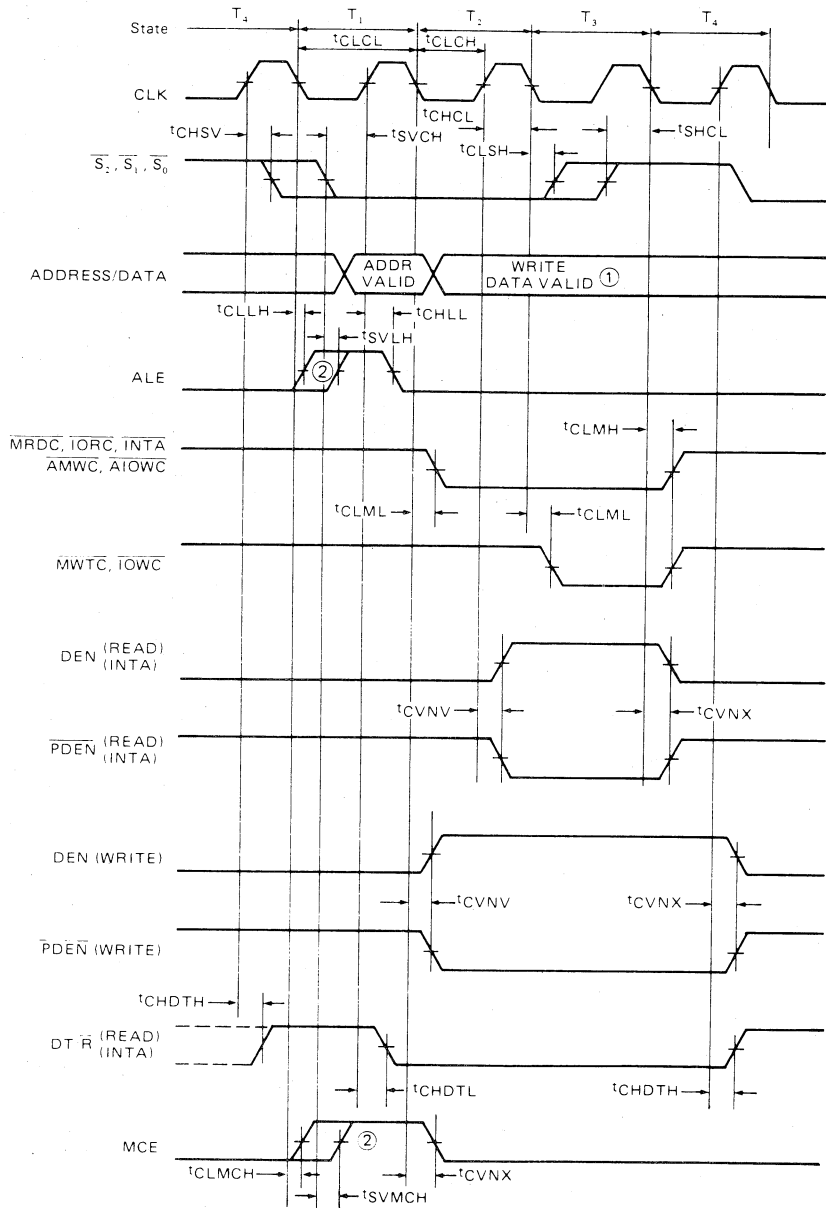 State T4 T1 T2 T3 T4
tCLCL tCLCH
CLK
tCHCL
tCHSV tSVCH tSHCL
tCLSH
S2, S1, S0
ADDRESS/DATA ADDR VALID WRITE DATA VALID ①
tCLLH tCHLL
tSVLH
ALE ②
tCLMH
MRDC, IORC, INTA
AMWC, AIOWC
tCLML tCLML
MWTC, IOWC
DEN (READ)
(INTA)
tCVNV tCVNX
PDEN (READ)
(INTA)
DEN (WRITE)
tCVNV tCVNX
PDEN (WRITE)
tCHDTH
DT R (READ)
(INTA)
tCHDTL tCHDTH
MCE ②
tCLMCH tCVNX
tSVMCH